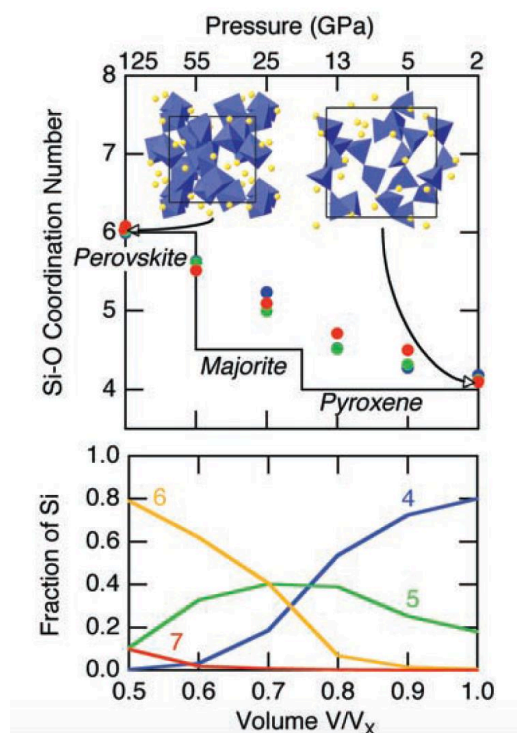 Pressure (GPa)
125 55 25 13 5 2
Si-O Coordination Number
8
7
6
5
4
Perovskite
Majorite
Pyroxene
Fraction of Si
1.0
0.8
0.6
0.4
0.2
0.0
6
4
5
7
0.5 0.6 0.7 0.8 0.9 1.0
Volume V/Vx